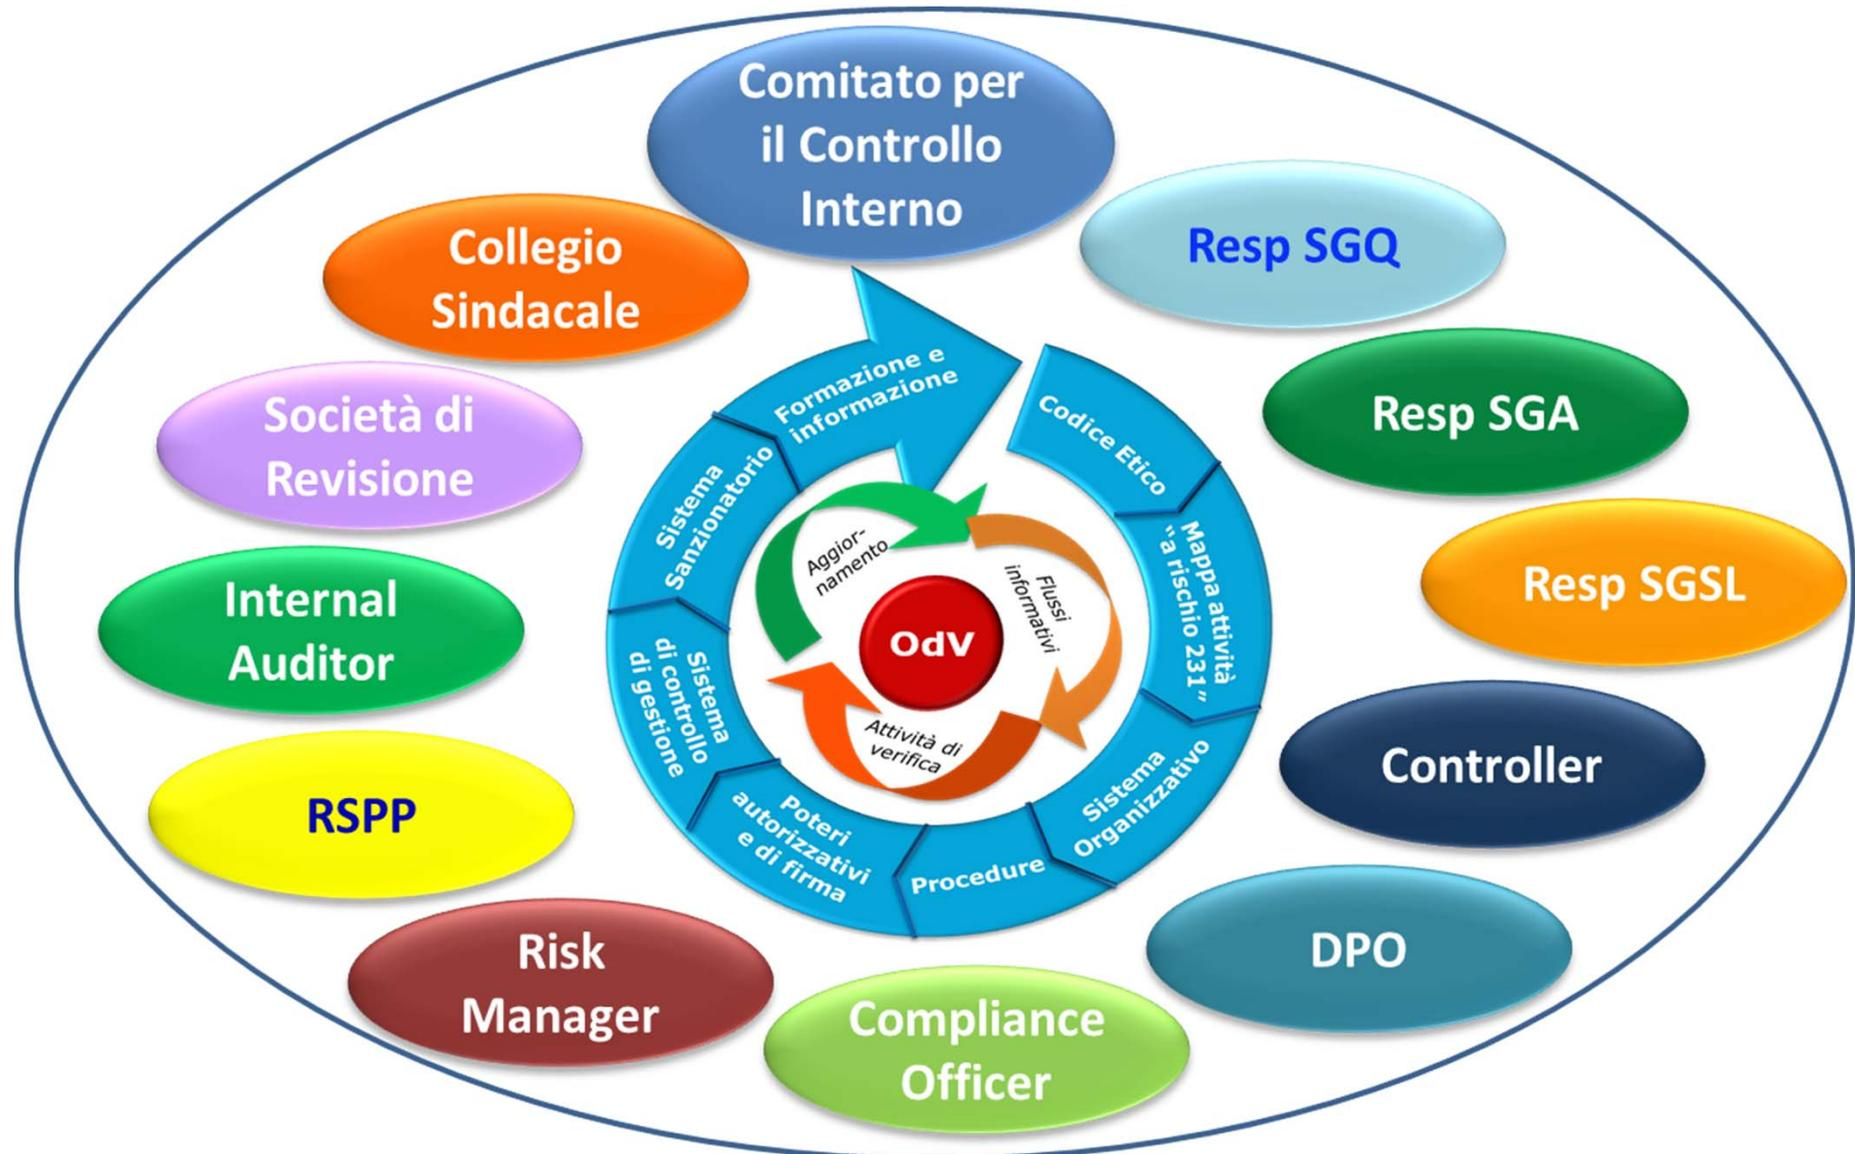 Comitato per
il Controllo
Interno
Resp SGQ
Resp SGA
Resp SGSL
Controller
DPO
Compliance
Officer
Risk
Manager
RSPP
Internal
Auditor
Società di
Revisione
Collegio
Sindacale
Formazione e
informazione
Codice Etico
Mappa attività
“a rischio 231”
Sistema
Organizzativo
Procedure
Poteri
autorizzativi
e di firma
Sistema
di controllo
di gestione
Sistema
Sanzionatorio
Aggior-
namento
Flussi
informativi
Attività di
verifica
OdV